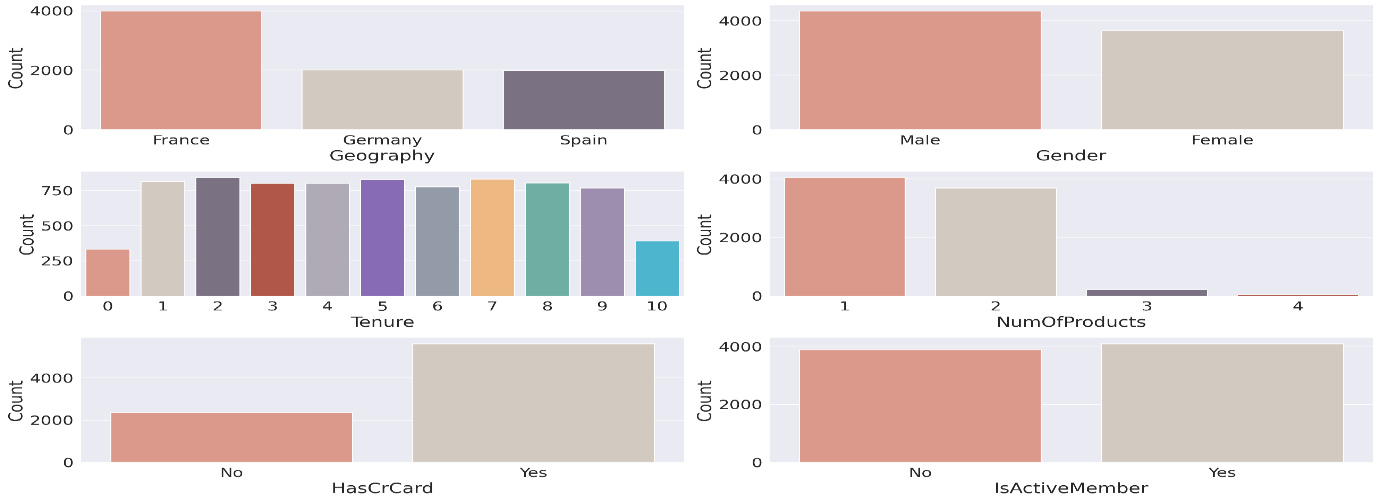 4000
2000
0
Count
France Germany Spain
Geography
4000
2000
0
Count
Male Female
Gender
750
500
250
0
Count
0 1 2 3 4 5 6 7 8 9 10
Tenure
4000
2000
0
Count
1 2 3 4
NumOfProducts
4000
2000
0
Count
No Yes
HasCrCard
4000
2000
0
Count
No Yes
IsActiveMember